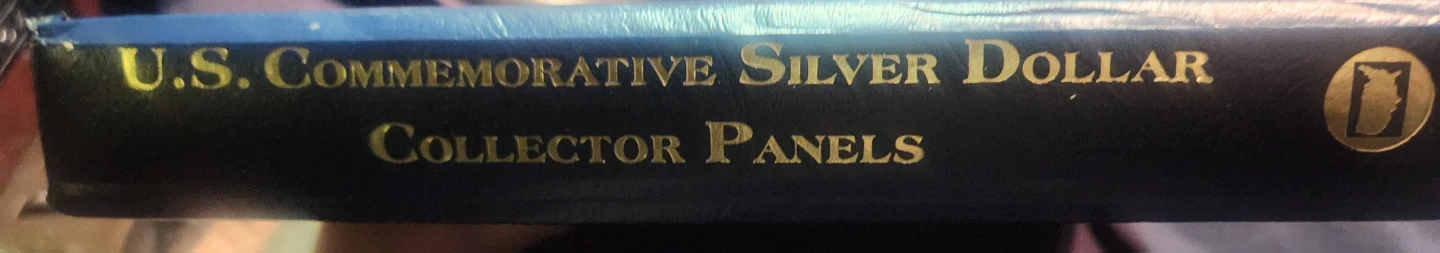 U.S. COMMEMORATIVE SILVER DOLLAR
COLLECTOR PANELS